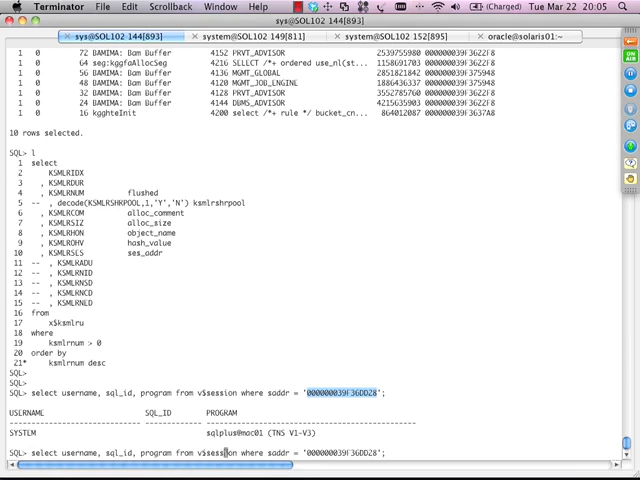 Terminal Edit Scrollback Window Help (Charged) Tue Mar 22 20:05
sys@SOL102 144[893]
sys@SOL102 144[893] system@SOL102 149[811] system@SOL102 152[895] oracle@solaris01:~
1 0 72 BAMIMA: Bam Buffer 4152 PRVT_ADVISOR 2539755980 000000039F3622F8
1 0 64 seg:kggfaAllocSeg 4216 SELECT /*+ ordered use_nl(st... 1158691703 000000039F3622F8
1 0 56 BAMIMA: Bam Buffer 4120 MGMT_GLOBAL 2851821842 000000039F375948
1 0 48 BAMIMA: Bam Buffer 4136 MGMT_JOB_ENGINE 1286437333 000000039F375948
1 0 32 BAMIMA: Bam Buffer 4128 PRVT_ADVISOR 3552785760 000000039F3622F8
1 0 24 BAMIMA: Bam Buffer 4144 DBMS_ADVISOR 4215635903 000000039F3622F8
1 0 16 kgghteInit 4200 select /*+ rule */ bucket_cn... 864012087 000000039F3637A8
10 rows selected.
SQL> l
1 select
2 KSMLRIDX
3 , KSMLRDUR
4 , KSMLRNUM flushed
5 -- , decode(KSMLRSHRPOOL,1,'Y','N') ksmlrshrpool
6 , KSMLRCOM alloc_comment
7 , KSMLRSIZ alloc_size
8 , KSMLRHON object_name
9 , KSMLROHV hash_value
10 , KSMLRSES ses_addr
11 -- , KSMLRADU
12 -- , KSMLRNID
13 -- , KSMLRNSD
14 -- , KSMLRNCD
15 -- , KSMLRNED
16 from
17 x$ksmlru
18 where
19 ksmlrnum > 0
20 order by
21* ksmlrnum desc
SQL>
SQL>
SQL> select username, sql_id, program from v$session where saddr = '000000039F36DD28';
USERNAME SQL_ID PROGRAM
SYSTEM sqlplus@mac01 (TNS V1-V3)
SQL> select username, sql_id, program from v$session where saddr = '000000039F36DD28';
ON AIR